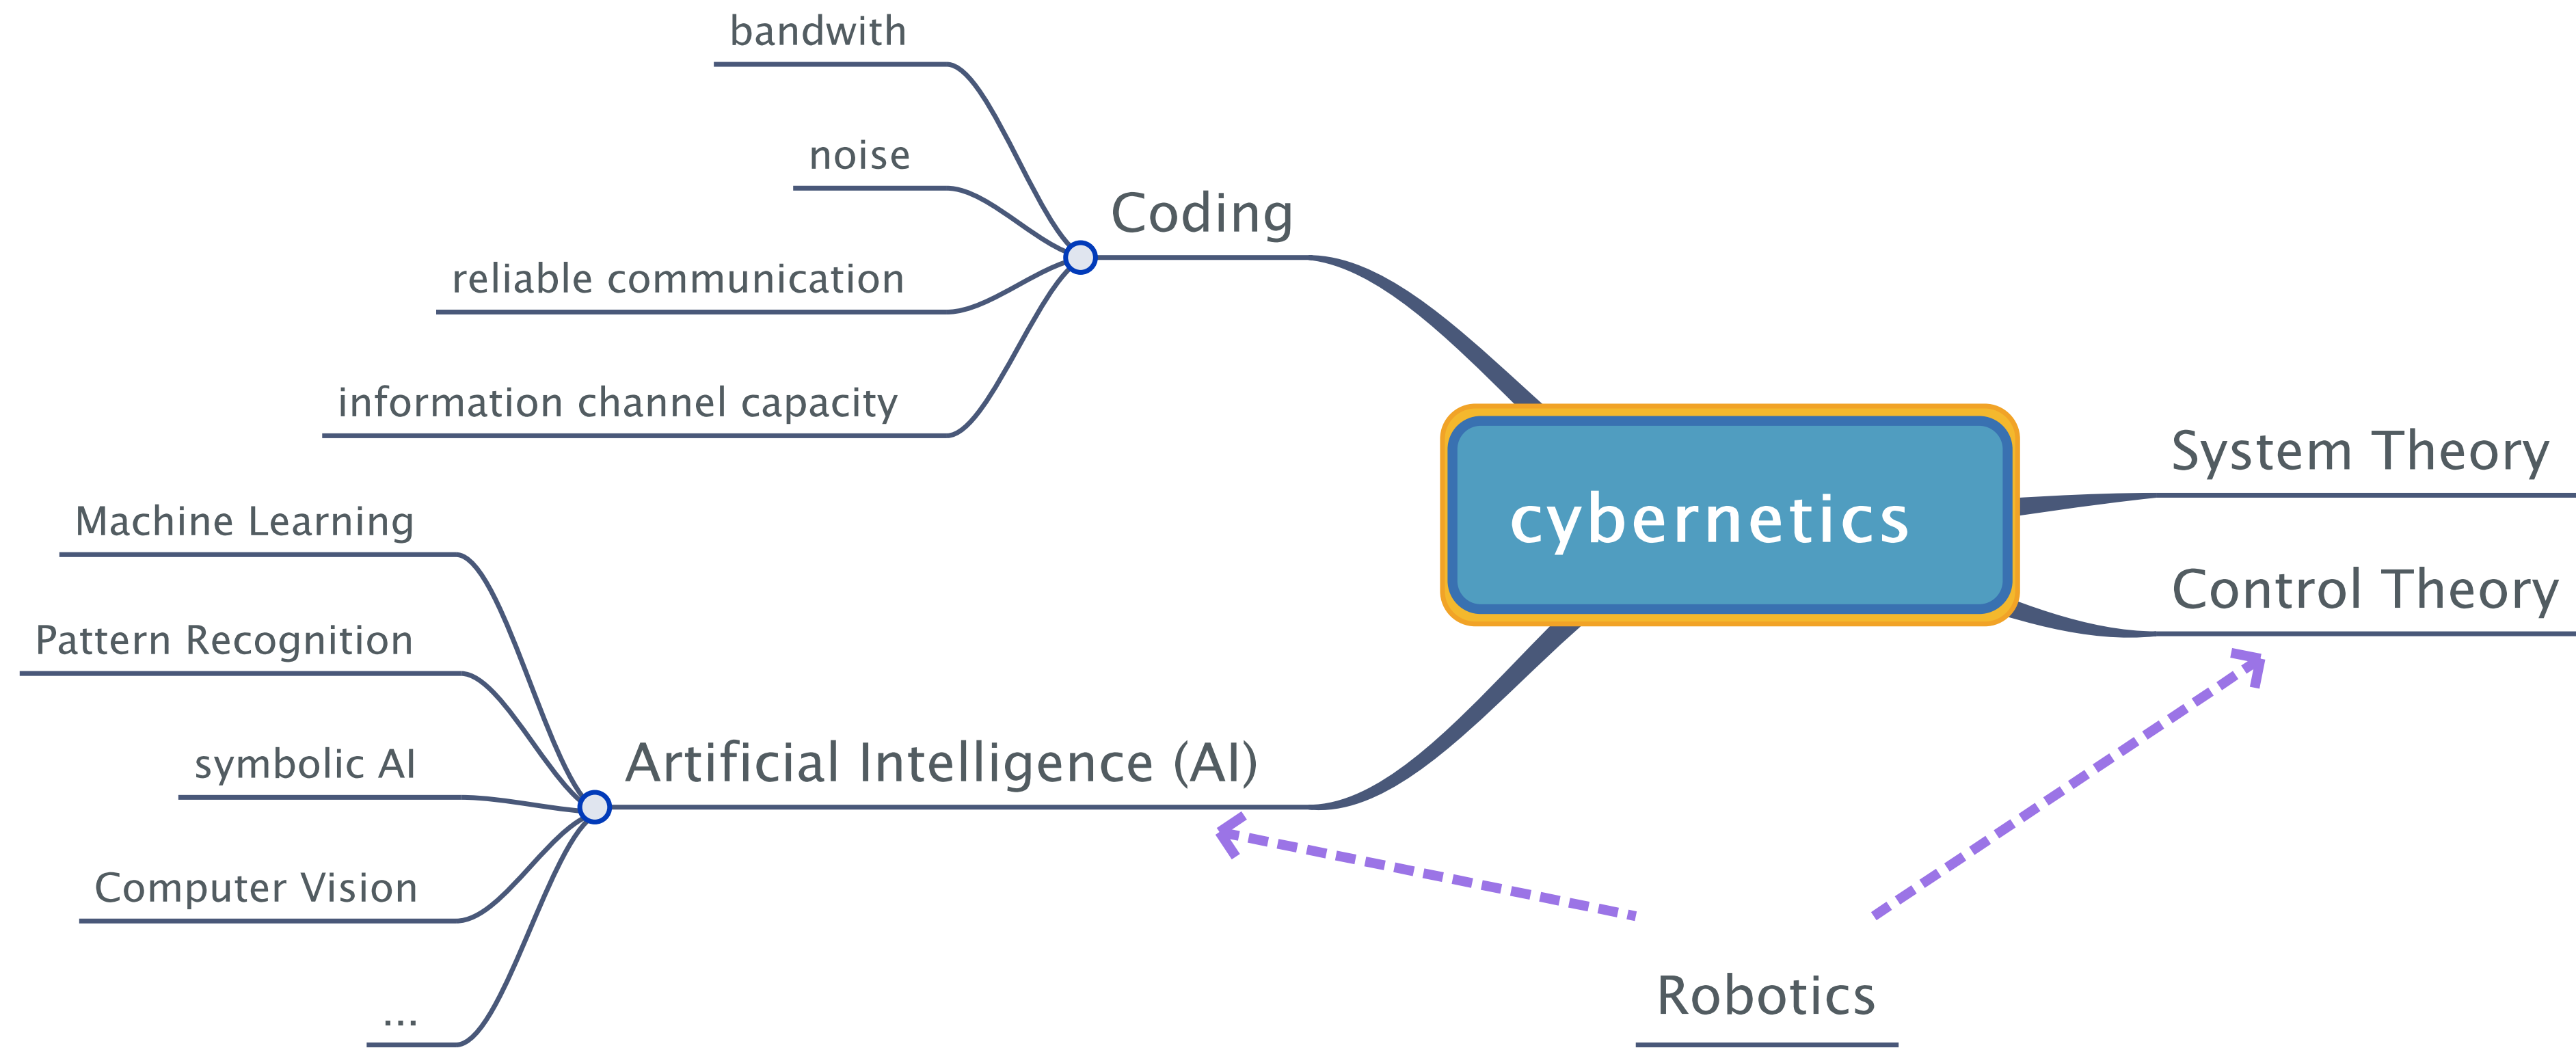 bandwith
noise
Coding
reliable communication
information channel capacity
cybernetics
System Theory
Control Theory
Machine Learning
Pattern Recognition
symbolic AI
Artificial Intelligence (AI)
Computer Vision
...
Robotics